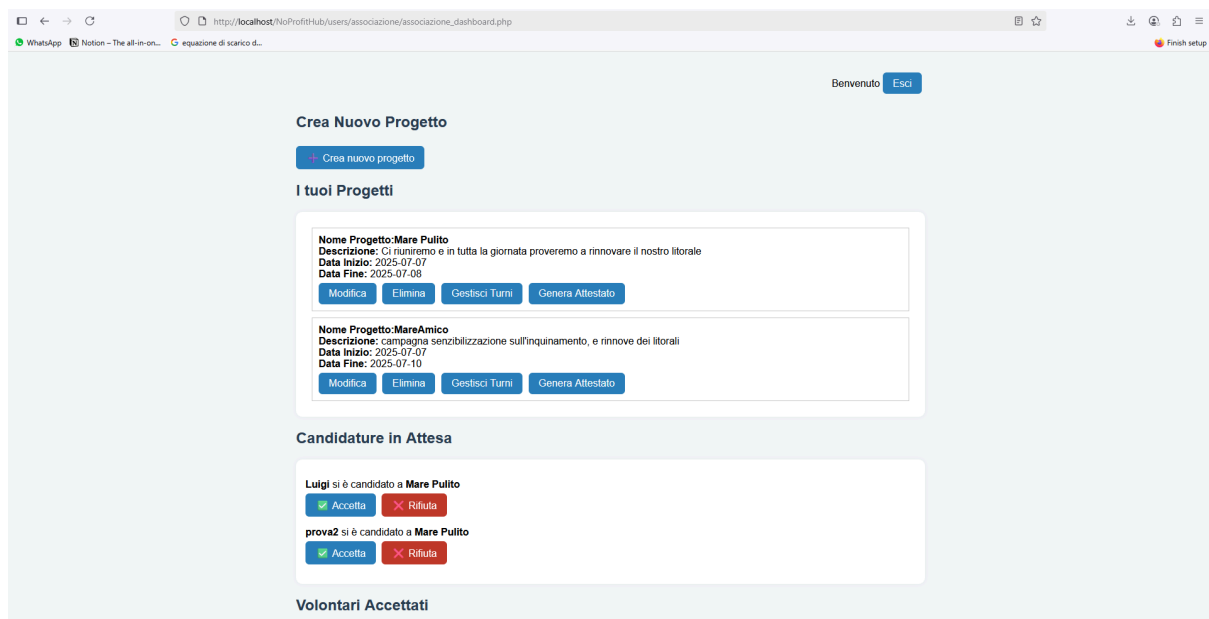 http://localhost/NoProfitHub/users/associazione/associazione_dashboard.php
WhatsApp Notion – The all-in-on... equazione di scarico d... Finish setup
Benvenuto Esci
Crea Nuovo Progetto
Crea nuovo progetto
I tuoi Progetti
Nome Progetto:Mare Pulito
Descrizione: Ci riuniremo e in tutta la giornata proveremo a rinnovare il nostro litorale
Data Inizio: 2025-07-07
Data Fine: 2025-07-08
Modifica Elimina Gestisci Turni Genera Attestato
Nome Progetto:MareAmico
Descrizione: campagna senzibilizzazione sull'inquinamento, e rinnove dei litorali
Data Inizio: 2025-07-07
Data Fine: 2025-07-10
Modifica Elimina Gestisci Turni Genera Attestato
Candidature in Attesa
Luigi si è candidato a Mare Pulito
Accetta Rifiuta
prova2 si è candidato a Mare Pulito
Accetta Rifiuta
Volontari Accettati